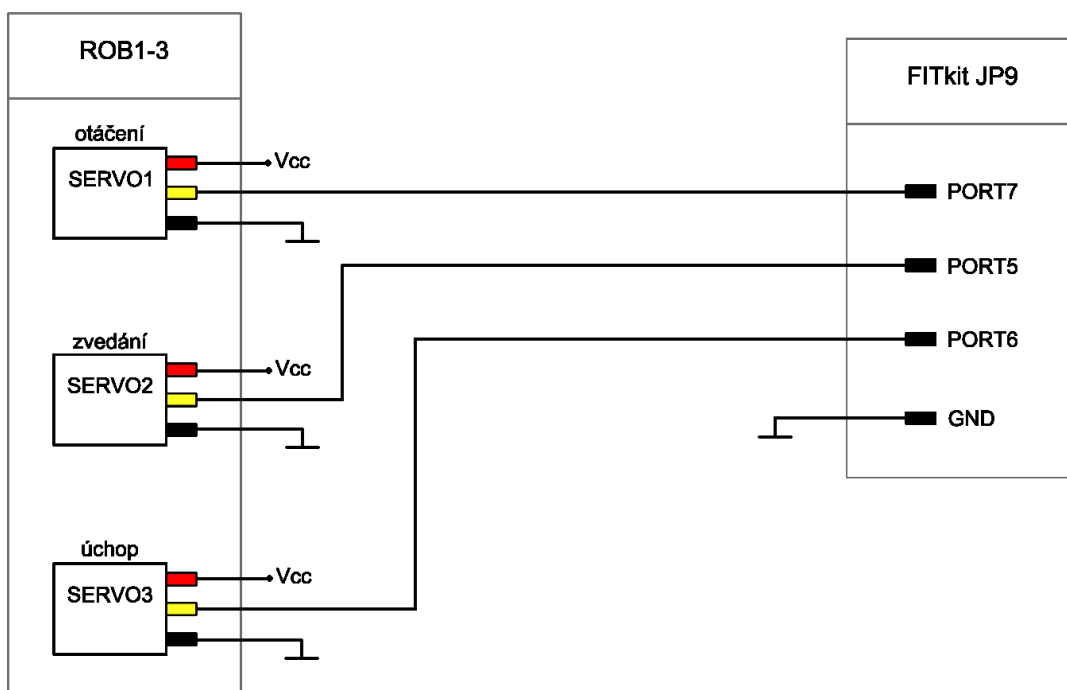 ROB1-3
otáčení
SERVO1
Vcc
zvedání
SERVO2
Vcc
úchop
SERVO3
Vcc
FITkit JP9
PORT7
PORT5
PORT6
GND